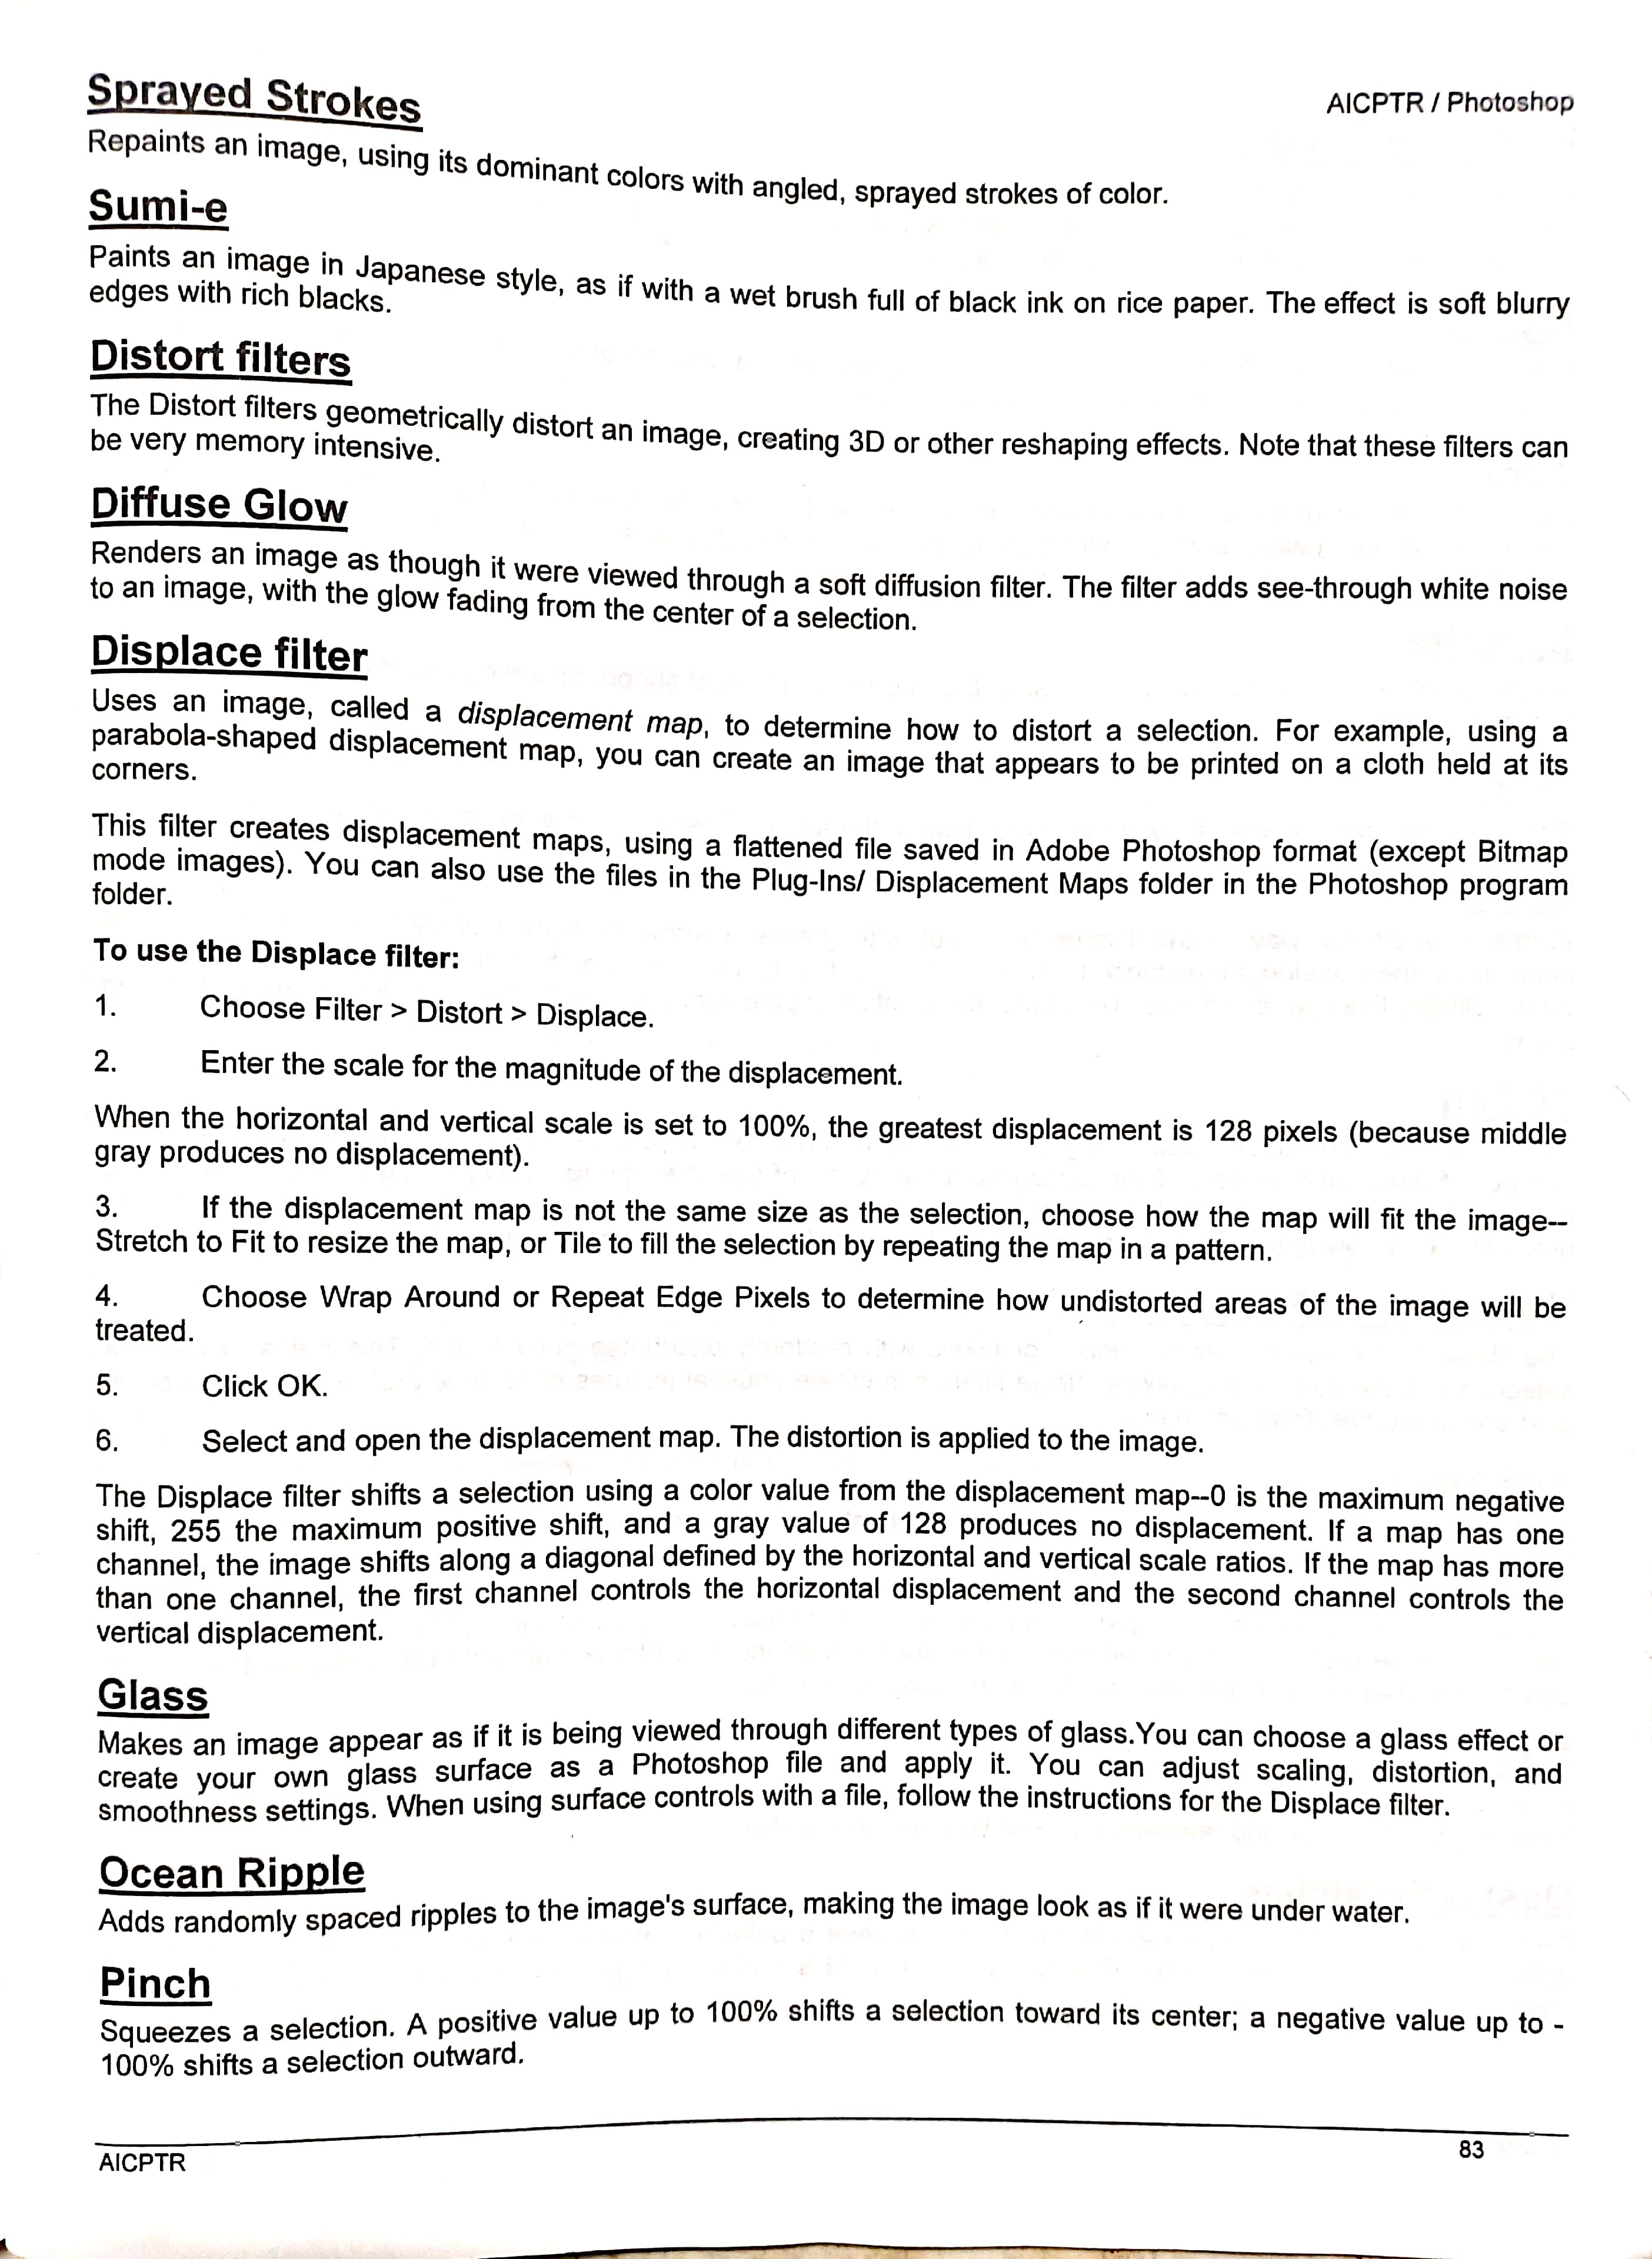 AICPTR / Photoshop
Sprayed Strokes
Repaints an image, using its dominant colors with angled, sprayed strokes of color.
Sumi-e
Paints an image in Japanese style, as if with a wet brush full of black ink on rice paper. The effect is soft blurry
edges with rich blacks.
Distort filters
The Distort filters geometrically distort an image, creating 3D or other reshaping effects. Note that these filters can
be very memory intensive.
Diffuse Glow
Renders an image as though it were viewed through a soft diffusion filter. The filter adds see-through white noise
to an image, with the glow fading from the center of a selection.
Displace filter
Uses an image, called a displacement map, to determine how to distort a selection. For example, using a
parabola-shaped displacement map, you can create an image that appears to be printed on a cloth held at its
corners.
This filter creates displacement maps, using a flattened file saved in Adobe Photoshop format (except Bitmap
mode images). You can also use the files in the Plug-Ins/ Displacement Maps folder in the Photoshop program
folder.
To use the Displace filter:
1. Choose Filter > Distort > Displace.
2. Enter the scale for the magnitude of the displacement.
When the horizontal and vertical scale is set to 100%, the greatest displacement is 128 pixels (because middle
gray produces no displacement).
3. If the displacement map is not the same size as the selection, choose how the map will fit the image--
Stretch to Fit to resize the map, or Tile to fill the selection by repeating the map in a pattern.
4. Choose Wrap Around or Repeat Edge Pixels to determine how undistorted areas of the image will be
treated.
5. Click OK.
6. Select and open the displacement map. The distortion is applied to the image.
The Displace filter shifts a selection using a color value from the displacement map--0 is the maximum negative
shift, 255 the maximum positive shift, and a gray value of 128 produces no displacement. If a map has one
channel, the image shifts along a diagonal defined by the horizontal and vertical scale ratios. If the map has more
than one channel, the first channel controls the horizontal displacement and the second channel controls the
vertical displacement.
Glass
Makes an image appear as if it is being viewed through different types of glass.You can choose a glass effect or
create your own glass surface as a Photoshop file and apply it. You can adjust scaling, distortion, and
smoothness settings. When using surface controls with a file, follow the instructions for the Displace filter.
Ocean Ripple
Adds randomly spaced ripples to the image's surface, making the image look as if it were under water.
Pinch
Squeezes a selection. A positive value up to 100% shifts a selection toward its center; a negative value up to -
100% shifts a selection outward.
AICPTR 83